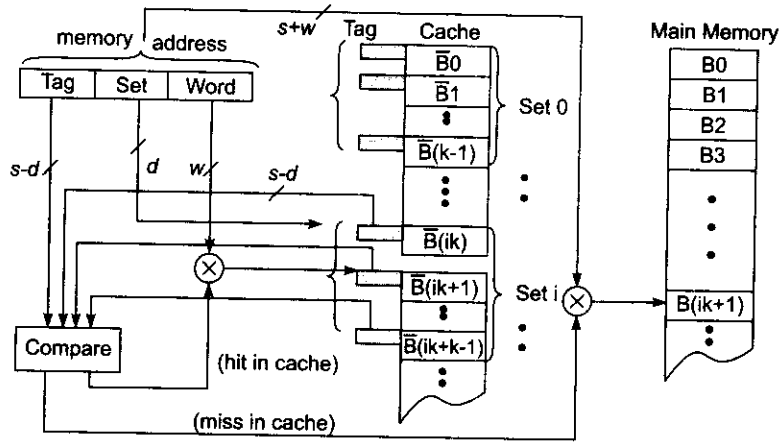 s+w
Tag
Cache
Main Memory
memory address
Tag
Set
Word
B̅0
B̅1
B̅(k-1)
Set 0
B0
B1
B2
B3
s-d
d
w
s-d
B̅(ik)
B̅(ik+1)
B̅(ik+k-1)
Set i
B(ik+1)
Compare
(hit in cache)
(miss in cache)